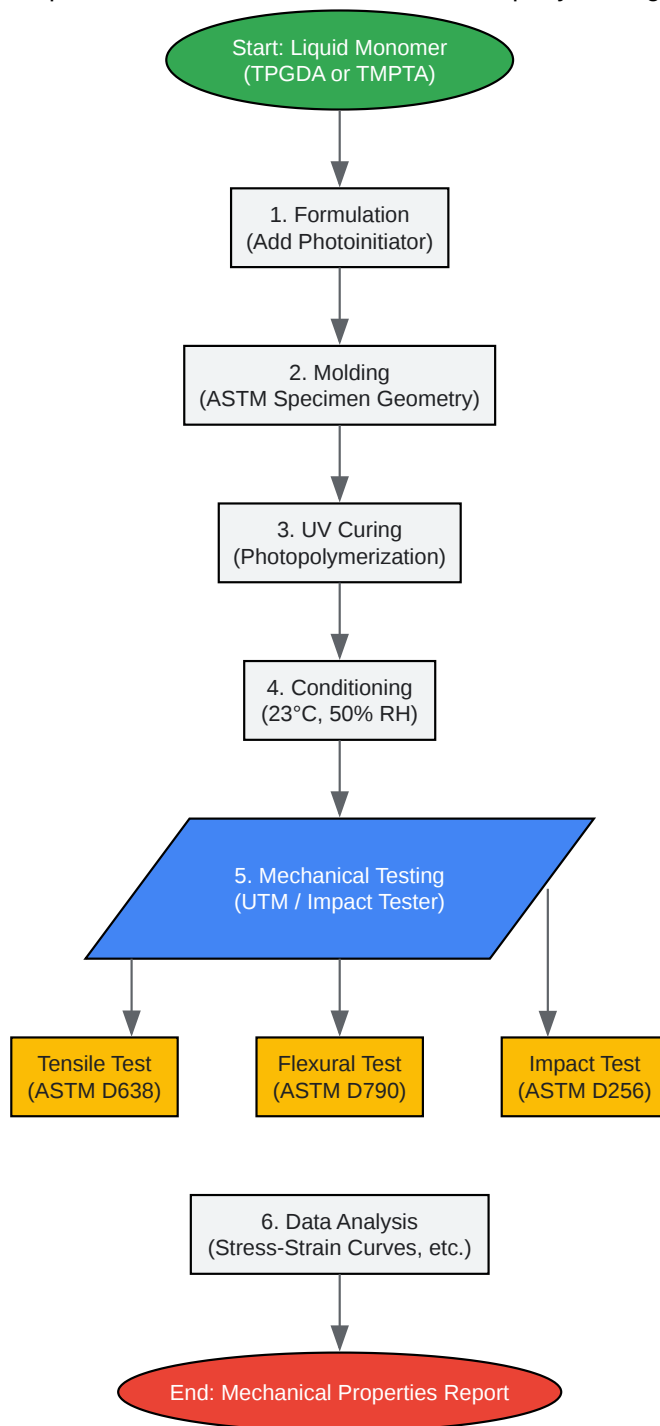 Start: Liquid Monomer
(TPGDA or TMPTA)
1. Formulation
(Add Photoinitiator)
2. Molding
(ASTM Specimen Geometry)
3. UV Curing
(Photopolymerization)
4. Conditioning
(23°C, 50% RH)
5. Mechanical Testing
(UTM / Impact Tester)
Tensile Test
(ASTM D638)
Flexural Test
(ASTM D790)
Impact Test
(ASTM D256)
6. Data Analysis
(Stress-Strain Curves, etc.)
End: Mechanical Properties Report